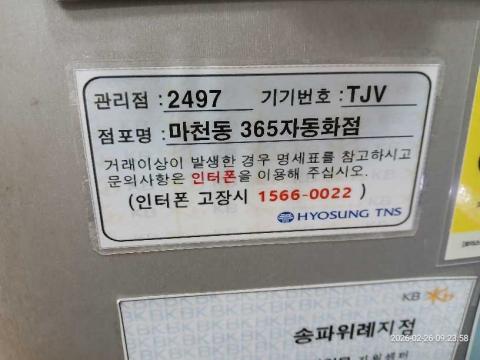 관리점 : 2497 기기번호 : TJV
점포명 : 마천동 365자동화점
거래이상이 발생한 경우 명세표를 참고하시고
문의사항은 인터폰을 이용해 주십시오.
(인터폰 고장시 1566-0022 )
HYOSUNG TNS
KB
송파위례지점
2026-02-26 09:23:58